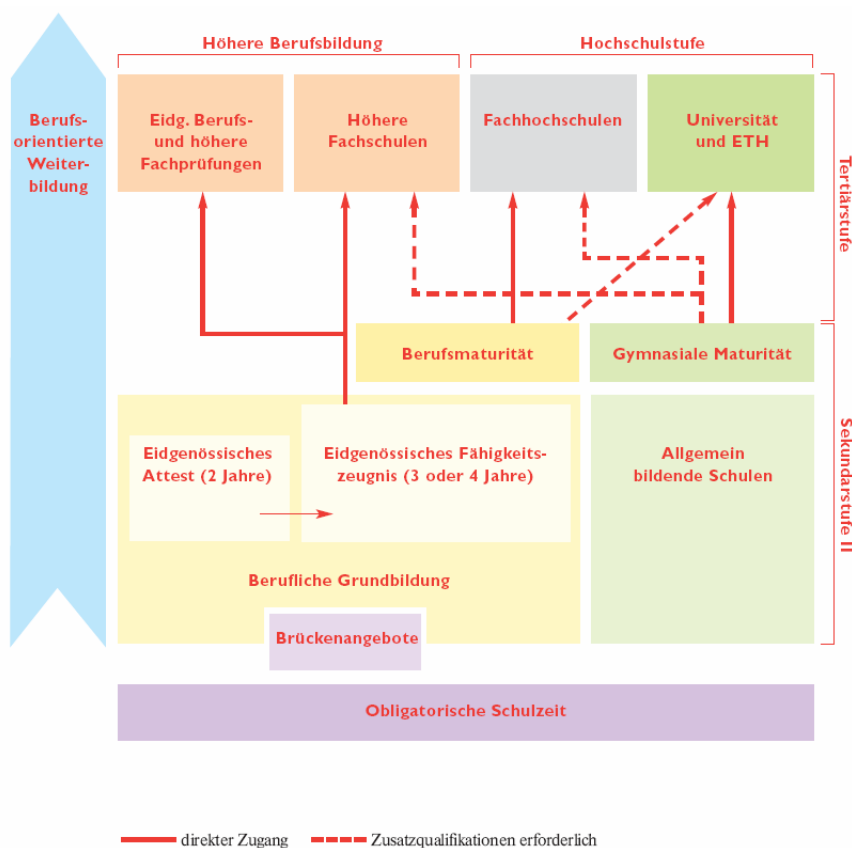 Höhere Berufsbildung
Hochschulstufe
Berufs-
orientierte
Weiter-
bildung
Eidg. Berufs-
und höhere
Fachprüfungen
Höhere
Fachschulen
Fachhochschulen
Universität
und ETH
Tertiärstufe
Berufsmaturität
Gymnasiale Maturität
Eidgenössisches
Attest (2 Jahre)
Eidgenössisches Fähigkeits-
zeugnis (3 oder 4 Jahre)
Allgemein
bildende Schulen
Sekundarstufe II
Berufliche Grundbildung
Brückenangebote
Obligatorische Schulzeit
direkter Zugang
Zusatzqualifikationen erforderlich